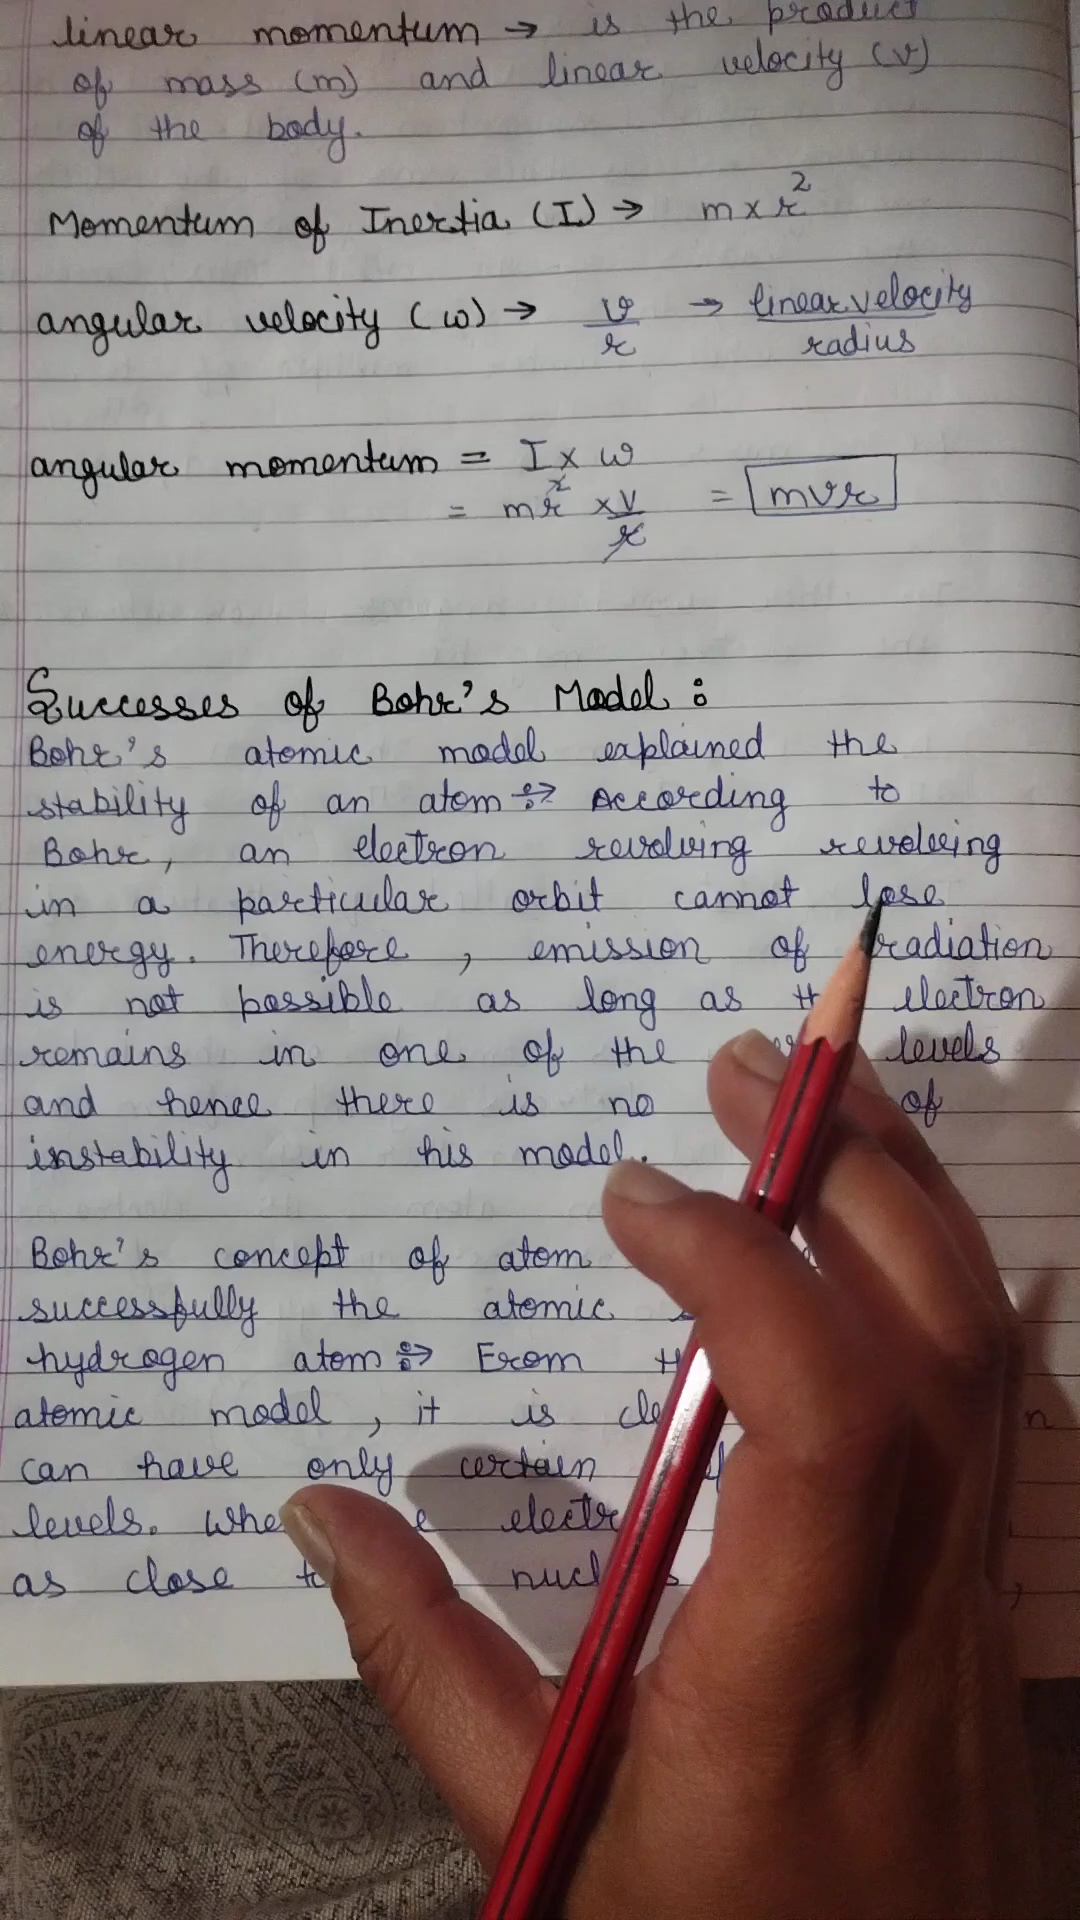 linear momentum → is the product
of mass (m) and linear velocity (v)
of the body.
Momentum of Inertia (I) → m x r²
angular velocity (ω) → v/r → linear velocity/radius
angular momentum = I x ω
= mr² x v/r = mvr
Successes of Bohr's Model :
Bohr's atomic model explained the
stability of an atom :→ According to
Bohr, an electron revolving revolving
in a particular orbit cannot lose
energy. Therefore, emission of radiation
is not possible as long as electron
remains in one of the levels
and hence there is no of
instability in his model.
Bohr's concept of atom
successfully the atomic
hydrogen atom :→ From
atomic model, it is
can have only certain
levels.
as close